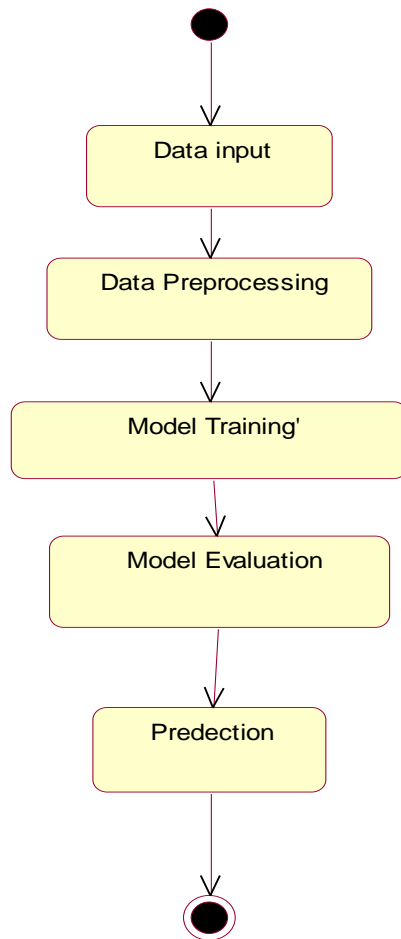 Data input
Data Preprocessing
Model Training'
Model Evaluation
Predection